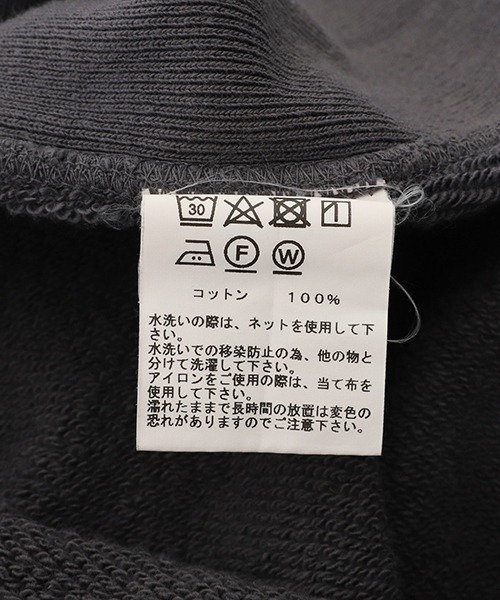 30
F W
コットン 100%
水洗いの際は、ネットを使用して下
さい。
水洗いでの移染防止の為、他の物と
分けて洗濯して下さい。
アイロンをご使用の際は、当て布を
使用して下さい。
濡れたままで長時間の放置は変色の
恐れがありますのでご注意下さい。